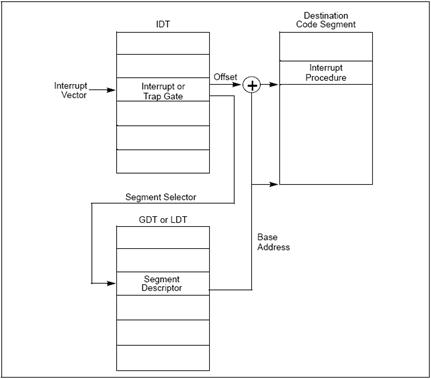 IDT
Destination
Code Segment
Interrupt
Vector
Interrupt or
Trap Gate
Offset
+
Interrupt
Procedure
Segment Selector
GDT or LDT
Base
Address
Segment
Descriptor